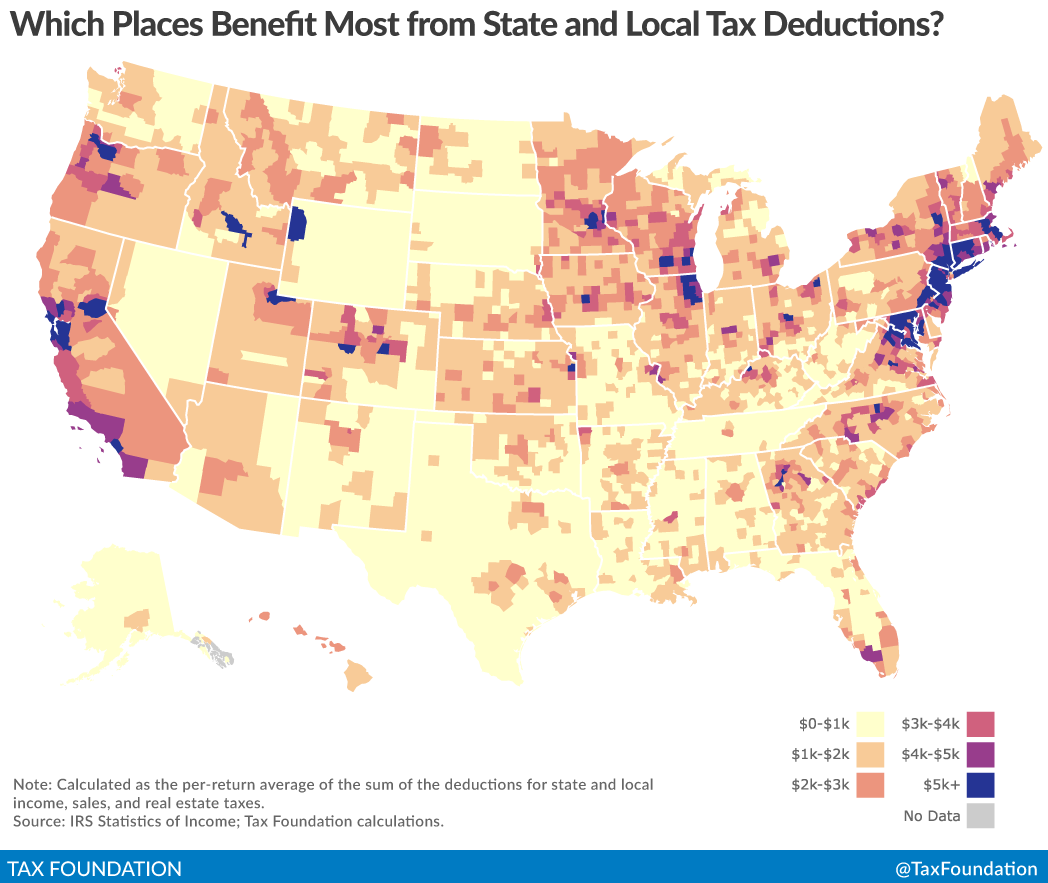 Which Places Benefit Most from State and Local Tax Deductions?
$0-$1k
$3k-$4k
$1k-$2k
$4k-$5k
$2k-$3k
$5k+
No Data
Note: Calculated as the per-return average of the sum of the deductions for state and local
income, sales, and real estate taxes.
Source: IRS Statistics of Income; Tax Foundation calculations.
TAX FOUNDATION
@TaxFoundation